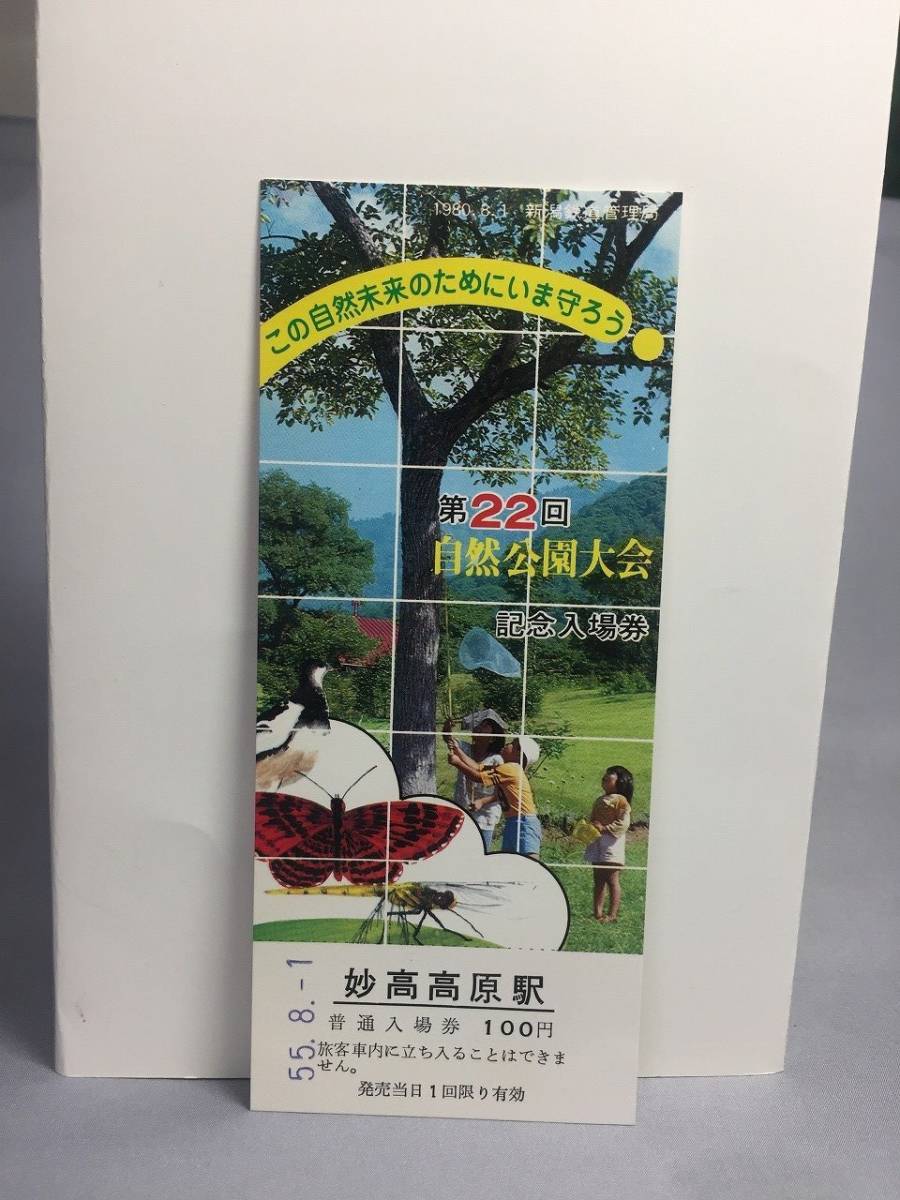 1980.8.1 新潟鉄道管理局
この自然未来のためにいま守ろう
第22回
自然公園大会
記念入場券
妙高高原駅
普通入場券 100円
旅客車内に立ち入ることはできま
せん。
発売当日1回限り有効
55.8.-1